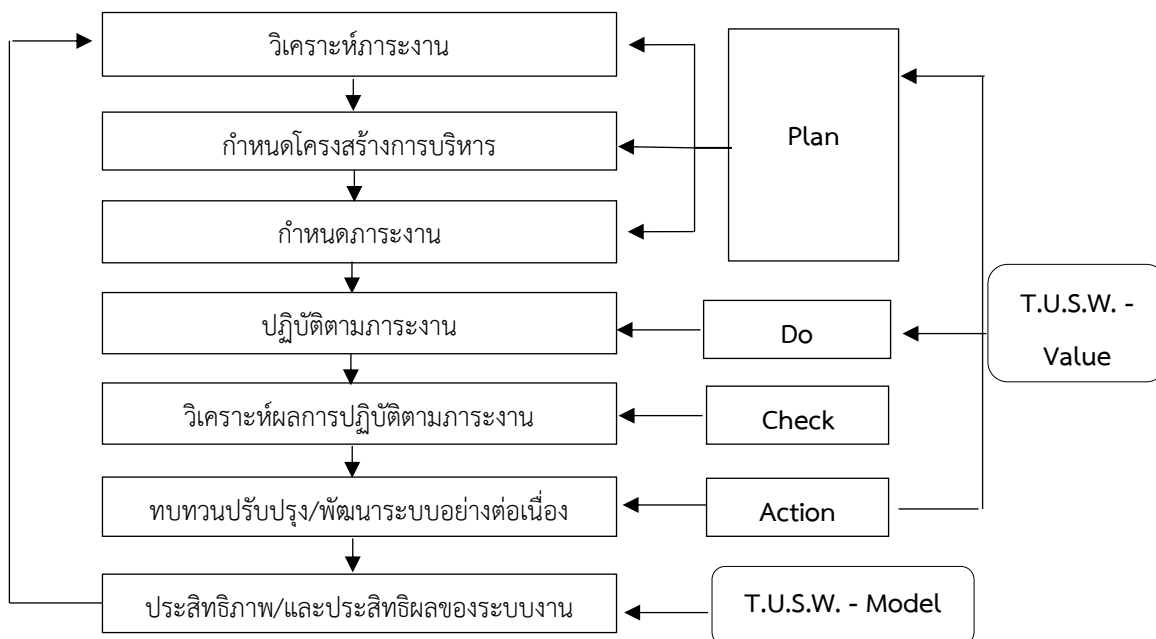 วิเคราะห์ภาระงาน
กำหนดโครงสร้างการบริหาร
Plan
กำหนดภาระงาน
ปฏิบัติตามภาระงาน
Do
T.U.S.W. -
Value
วิเคราะห์ผลการปฏิบัติตามภาระงาน
Check
ทบทวนปรับปรุง/พัฒนาระบบอย่างต่อเนื่อง
Action
ประสิทธิภาพ/และประสิทธิผลของระบบงาน
T.U.S.W. - Model